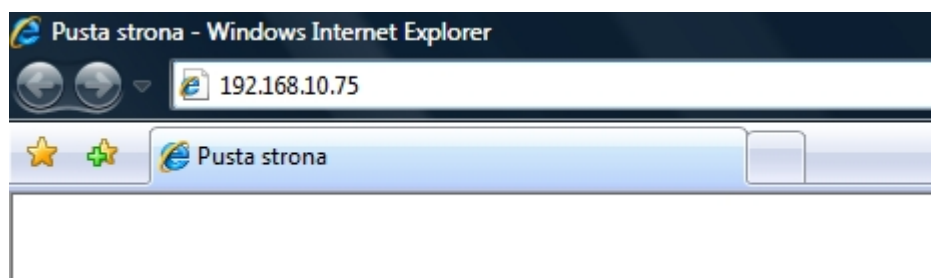 Pusta strona - Windows Internet Explorer
192.168.10.75
Pusta strona